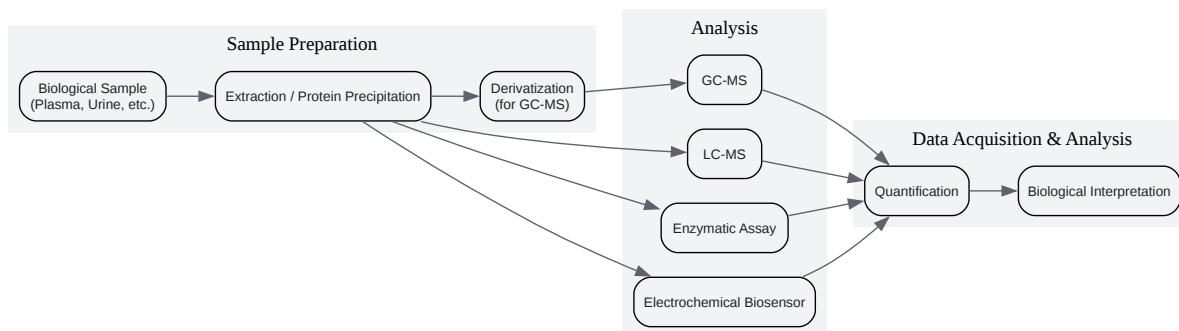 Sample Preparation
Biological Sample
(Plasma, Urine, etc.)
Extraction / Protein Precipitation
Derivatization
(for GC-MS)
Analysis
GC-MS
LC-MS
Enzymatic Assay
Electrochemical Biosensor
Data Acquisition & Analysis
Quantification
Biological Interpretation